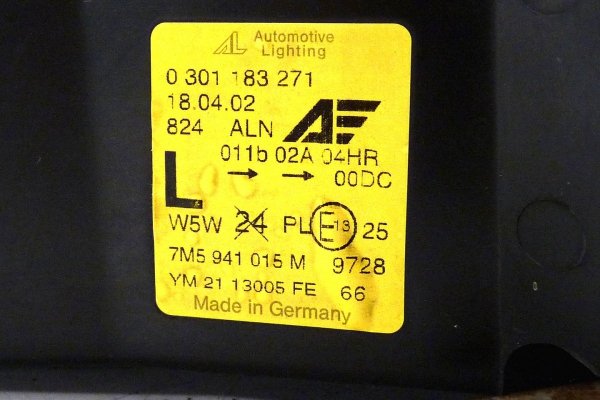 AL Automotive
Lighting
0 301 183 271
18.04.02
824 ALN
011b 02A 04HR
L → → 00DC
W5W 24 PL E13 25
7M5 941 015 M 9728
YM 21 13005 FE 66
Made in Germany